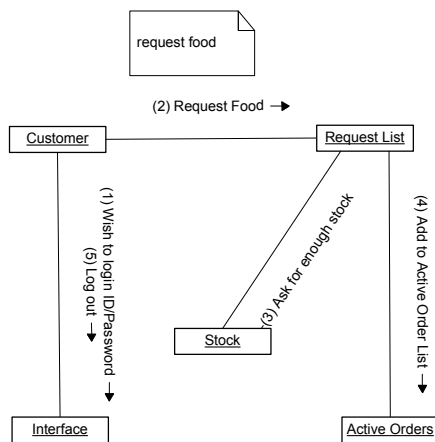 request food
(2) Request Food
Customer
Request List
(1) Wish to login ID/Password
(5) Log out
(3) Ask for enough stock
(4) Add to Active Order List
Stock
Interface
Active Orders